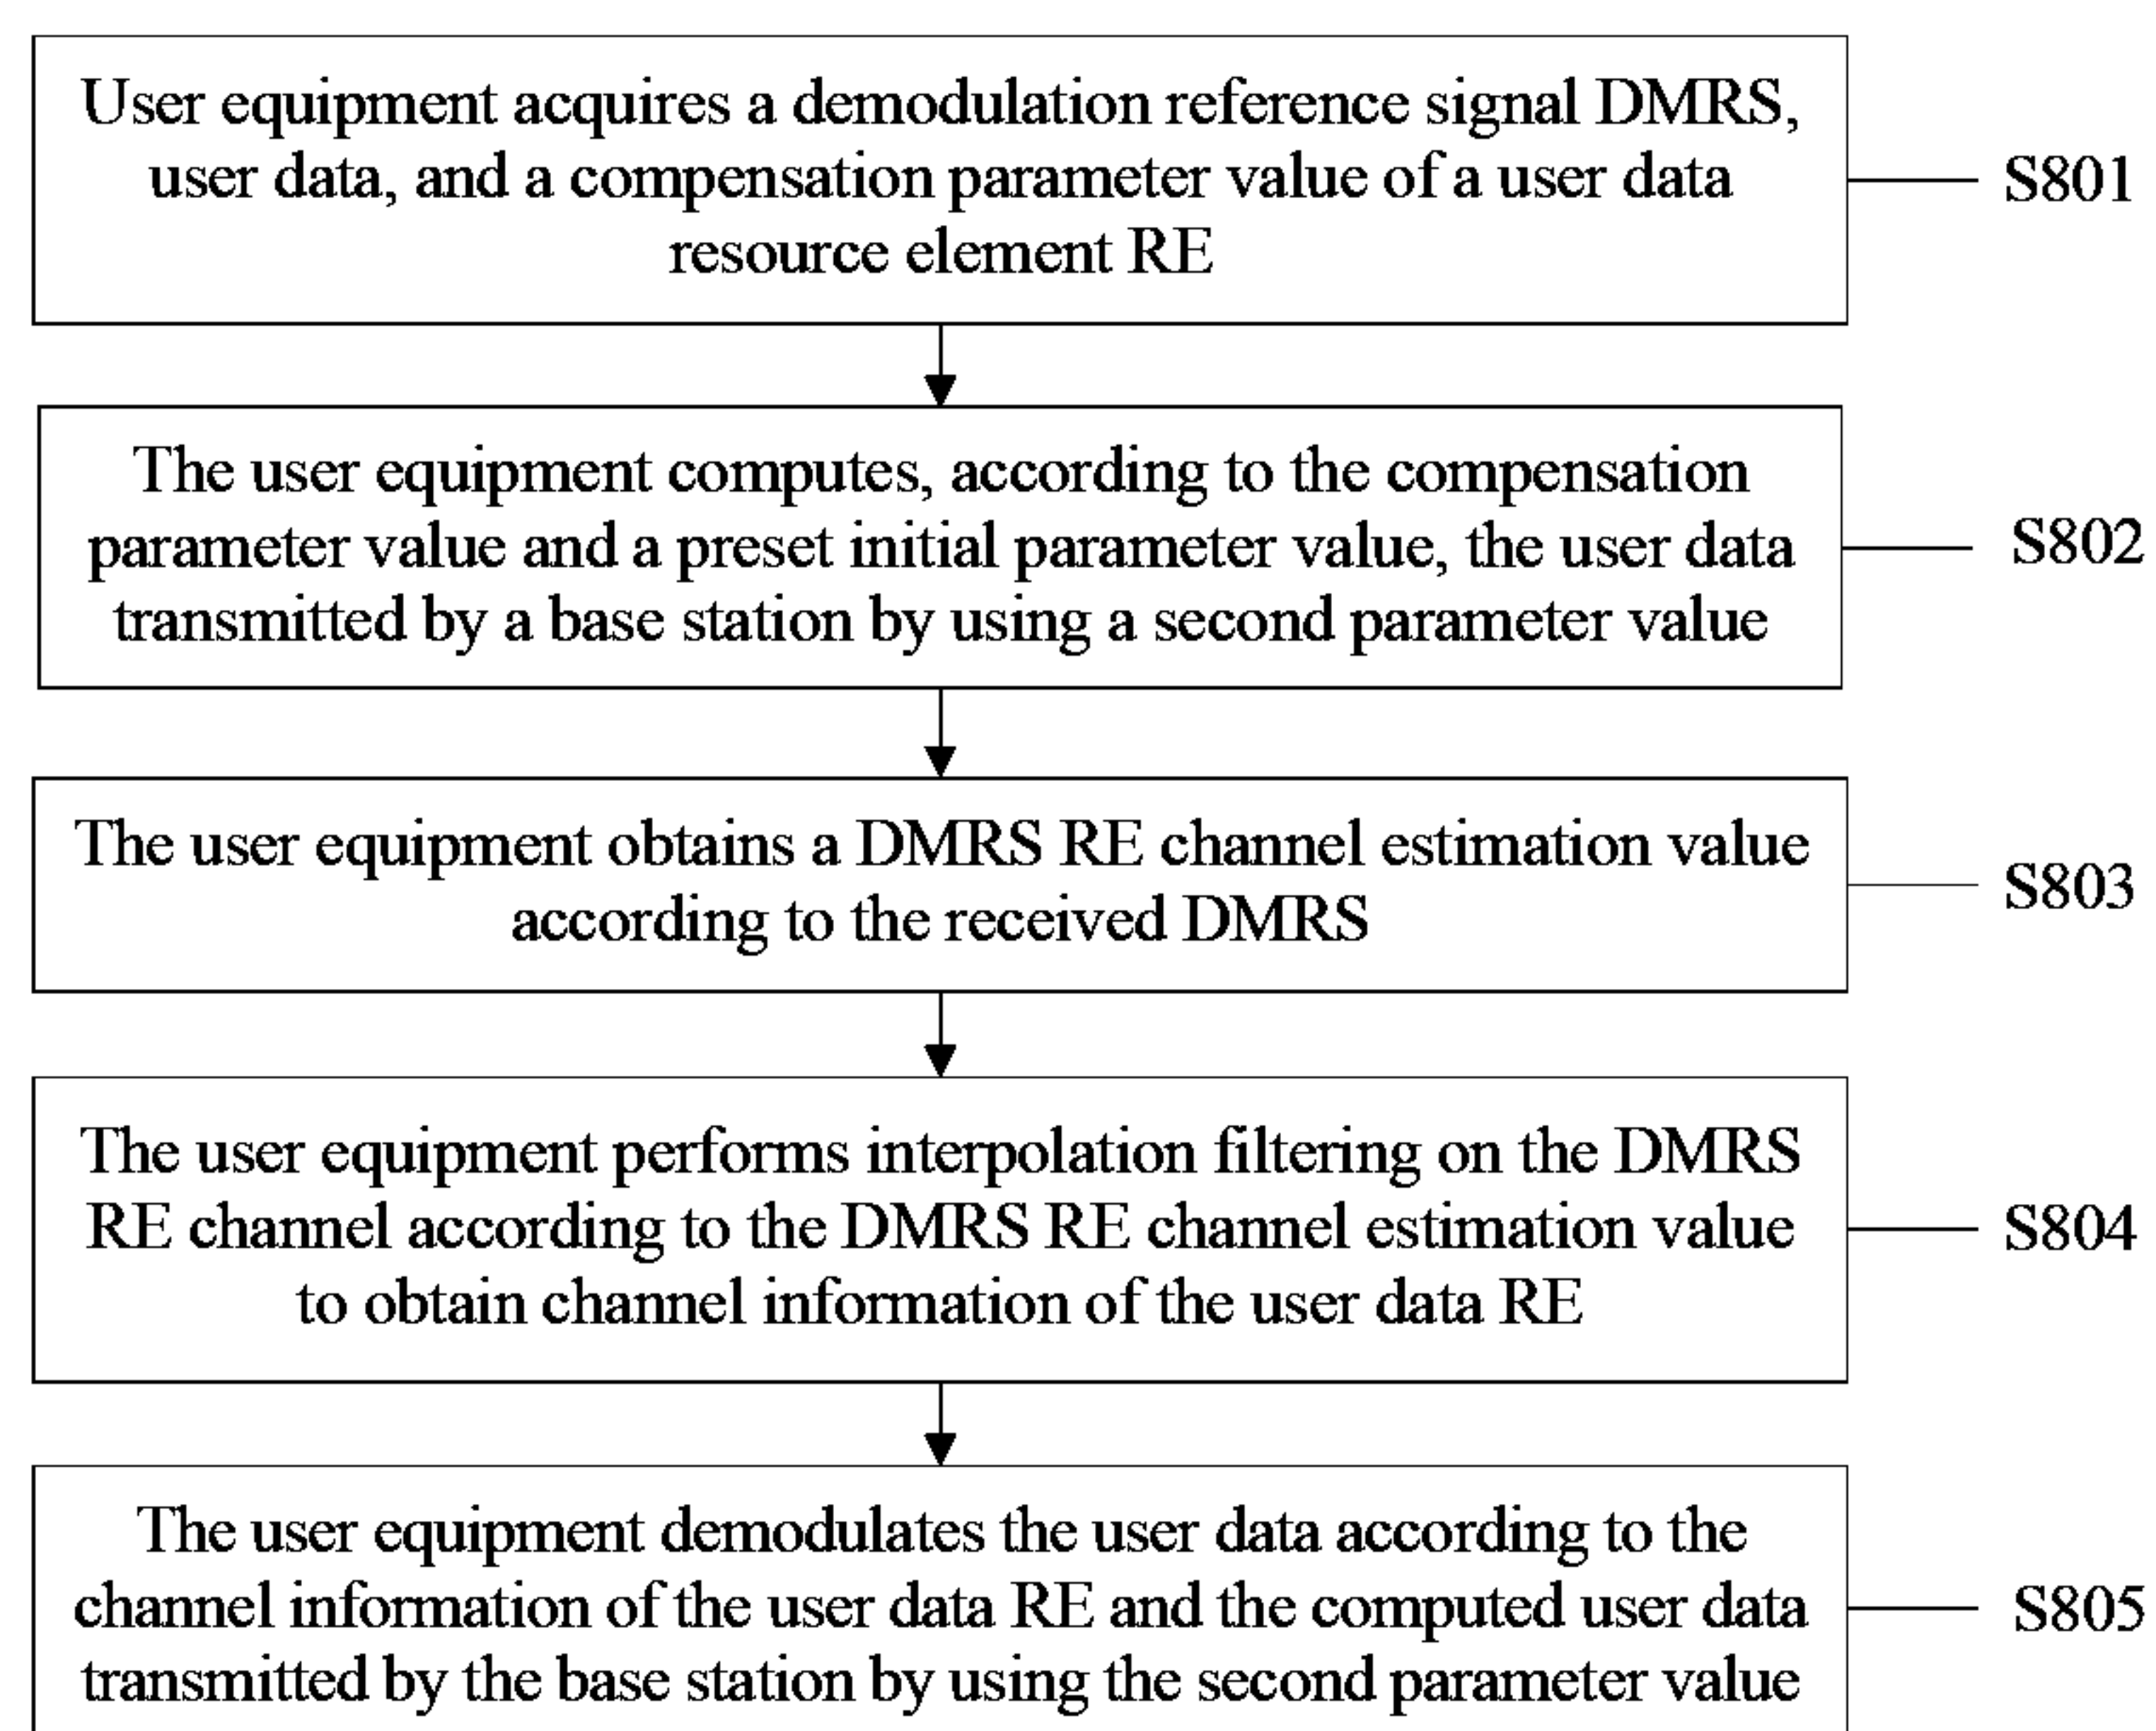 User equipment acquires a demodulation reference signal DMRS,
user data, and a compensation parameter value of a user data
resource element RE
S801
The user equipment computes, according to the compensation
parameter value and a preset initial parameter value, the user data
transmitted by a base station by using a second parameter value
S802
The user equipment obtains a DMRS RE channel estimation value
according to the received DMRS
S803
The user equipment performs interpolation filtering on the DMRS
RE channel according to the DMRS RE channel estimation value
to obtain channel information of the user data RE
S804
The user equipment demodulates the user data according to the
channel information of the user data RE and the computed user data
transmitted by the base station by using the second parameter value
S805